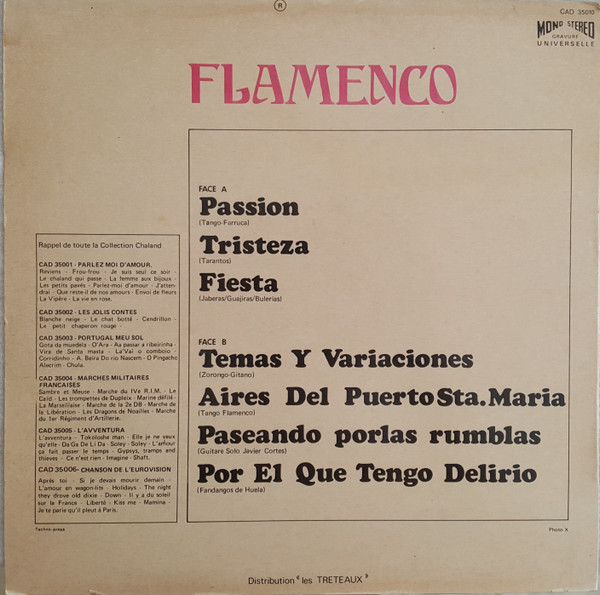 ®
CAD 35010
MONO STEREO
GRAVURE
UNIVERSELLE
FLAMENCO
FACE A
Passion
(Tango-Furruca)
Tristeza
(Tarantos)
Fiesta
(Jaberas/Guajiras/Bulerias)
FACE B
Temas Y Variaciones
(Zorongo-Gitano)
Aires Del Puerto Sta. Maria
(Tango Flamenco)
Paseando porlas rumblas
(Guitare Solo Javier Cortes)
Por El Que Tengo Delirio
(Fandangos de Huela)
Rappel de toute la Collection Chaland
CAD 35001 - PARLEZ MOI D'AMOUR.
Reviens - Frou-frou - Je suis seul ce soir -
Le chaland qui passe - La femme aux bijoux -
Les petits pavés - Parlez-moi d'amour - J'atten-
drai - Que reste-il de nos amours - Envoi de fleurs
La Vipère - La vie en rose.
CAD 35002 - LES JOLIS CONTES
Blanche neige - Le chat botté - Cendrillon -
Le petit chaperon rouge -
CAD 35003 - PORTUGAL MEU SOL
Gota da muedela - O'Ara - Aa passar a ribeirinha -
Vira de Santa masta - La'Vai o comboio -
Corridinho - A. Beira Do rio Nascem - O Pingacho
Alecrim - Chula.
CAD 35004 - MARCHES MILITAIRES
FRANCAISES
Sambre et Meuse - Marche du IVe R.I.M. - Le
Caïd - Les trompettes de Dupleix - Marine défilé -
La Marseillaise - Marche de la 2e DB - Marche de
la Libération - Les Dragons de Noailles - Marche
du 1er Régiment d'Artillerie.
CAD 35005 - L'AVVENTURA
L'avventura - Tokoloshe man - Elle je ne veux
qu'elle - Da Ga De Li Da - Soley - Soley - L'amour
ça fait passer le temps - Gypsys, tramps and
thieves - Ce n'est rien - Imagine - Shaft.
CAD 35006- CHANSON DE L'EUROVISION
Après toi - Si je devais mourir demain -
L'amour en wagon-lits - Holidays - The night
they drove old dixie - Down - Il y a du soleil
sur la France - Liberté - Kiss me - Mamina -
Je te parie qu'il pleut à Paris.
Photo
Distribution " les TRETEAUX "